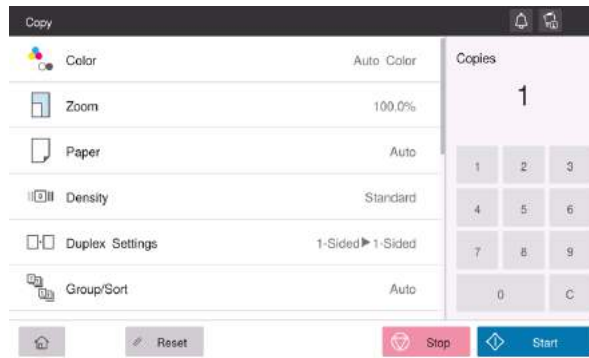 Copy
Color Auto Color
Copies
1
Zoom 100.0%
Paper Auto
1 2 3
Density Standard
4 5 6
Duplex Settings 1-Sided▶1-Sided
7 8 9
Group/Sort Auto
0 C
Reset Stop Start